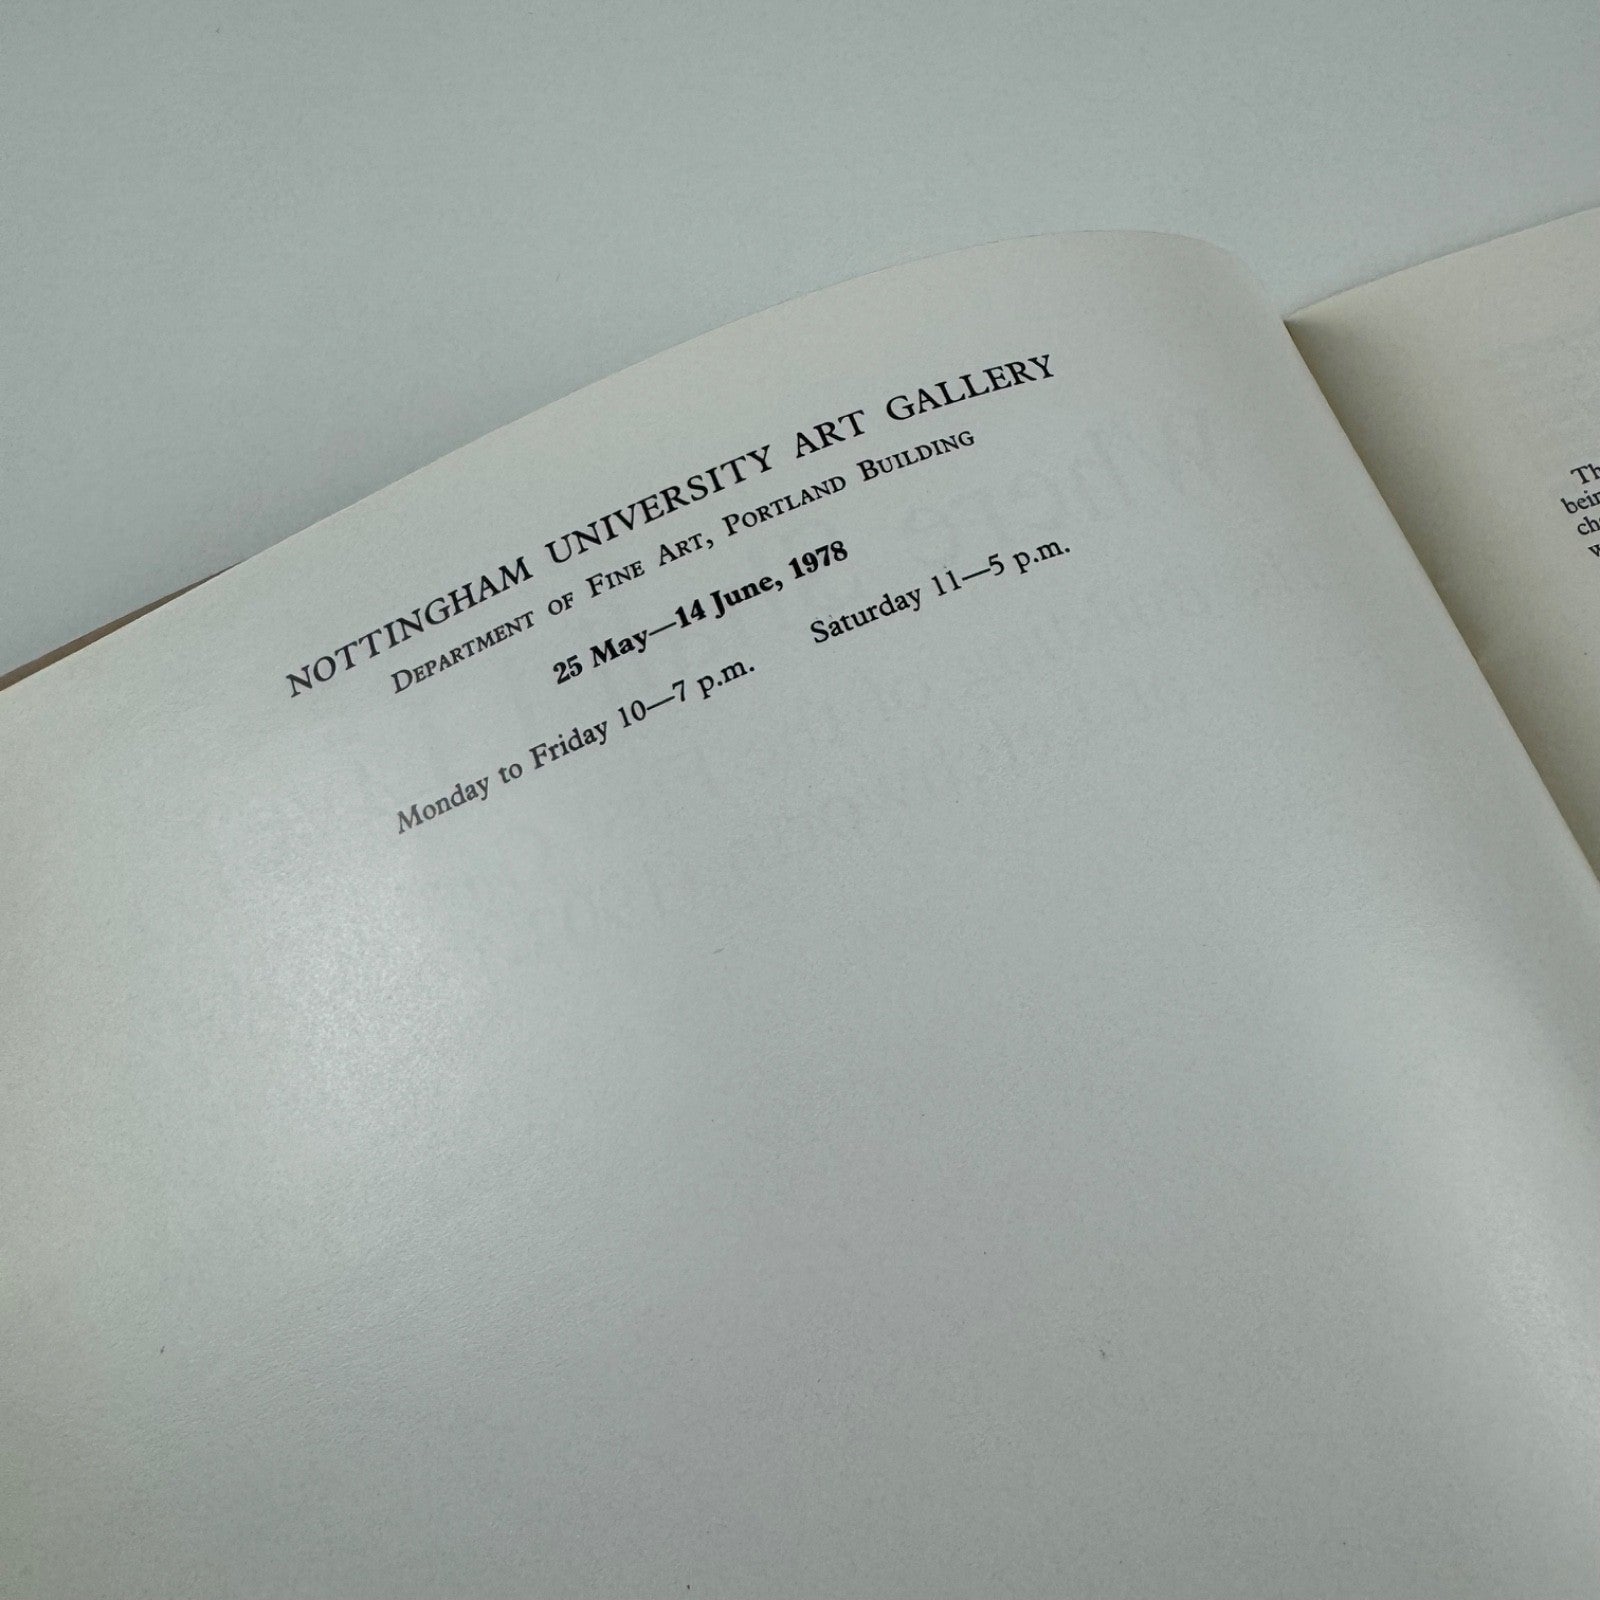 NOTTINGHAM UNIVERSITY ART GALLERY
Department of Fine Art, Portland Building
25 May—14 June, 1978
Monday to Friday 10—7 p.m. Saturday 11—5 p.m.